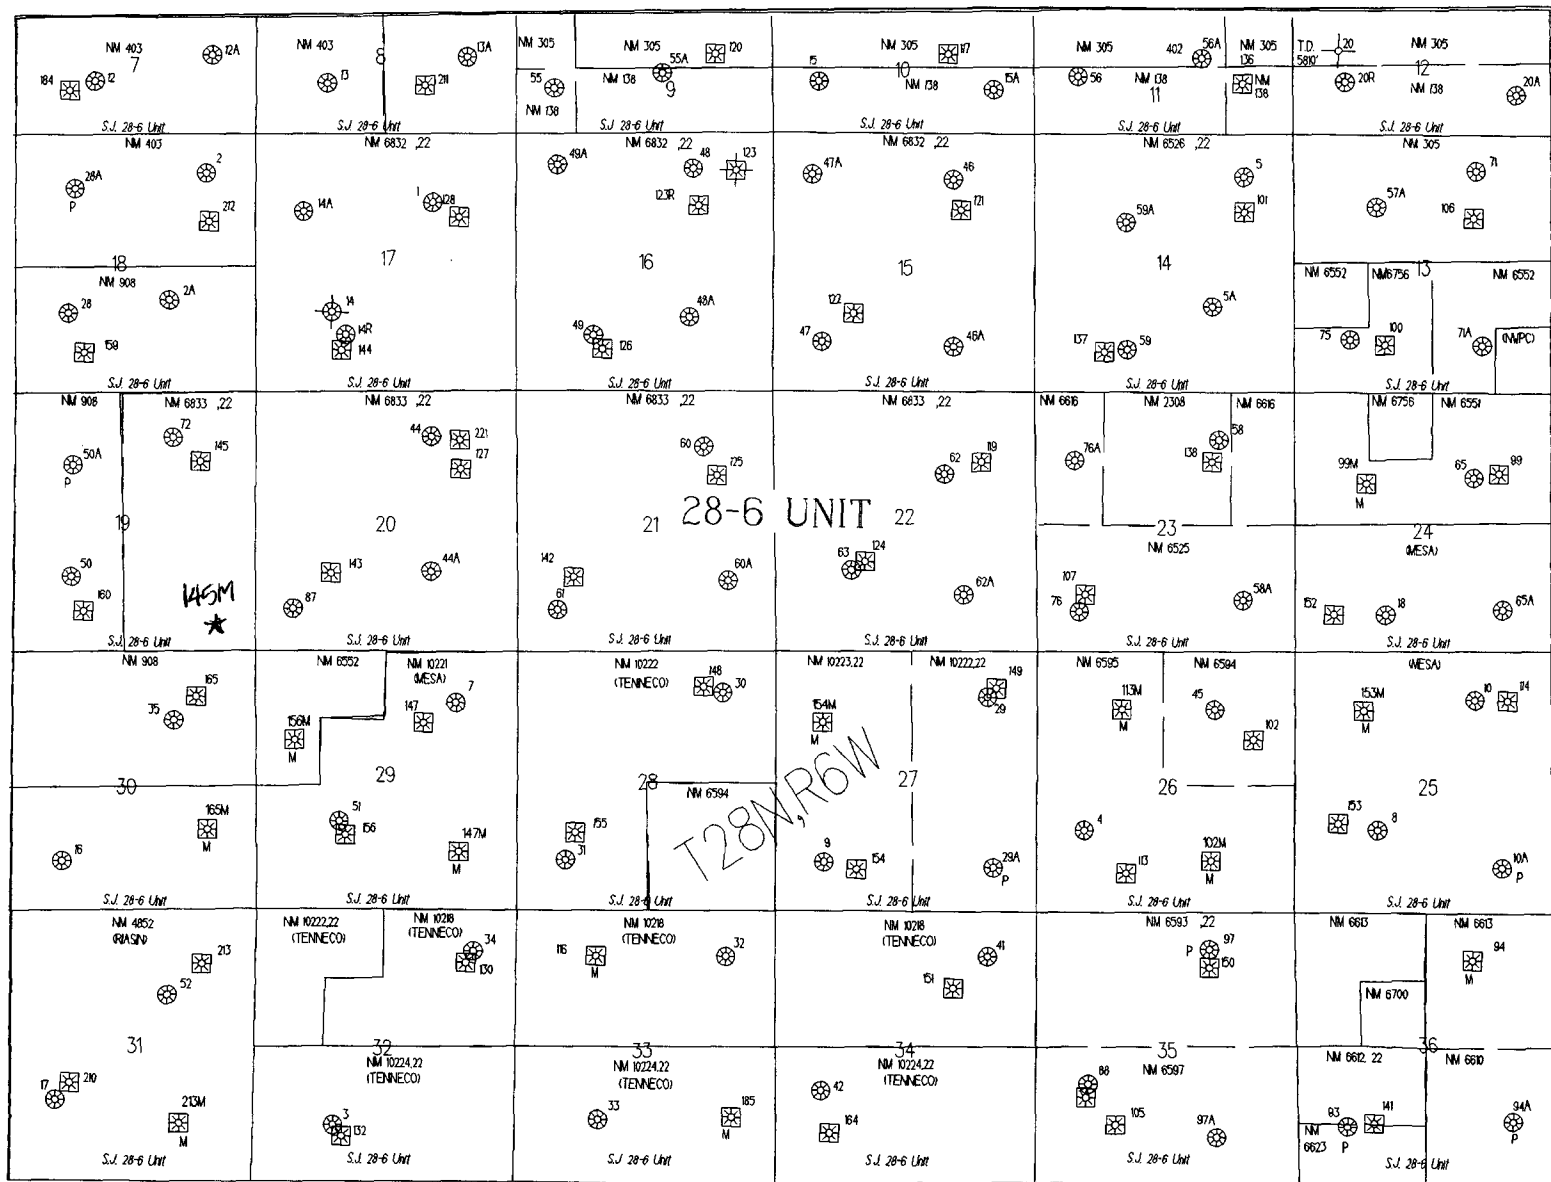 NM 403
7
12A
12
184
S.J. 28-6 Unit
NM 403
8
13A
13
211
S.J. 28-6 Unit
NM 305
NM 305
120
55A
55
NM 138
9
NM 138
S.J. 28-6 Unit
NM 305
117
15
10
NM 138
15A
S.J. 28-6 Unit
NM 305
402
56A
NM 305
136
56
NM 138
NM 138
11
S.J. 28-6 Unit
T.D. 5810'
20
NM 305
12
20R
NM 138
20A
S.J. 28-6 Unit
NM 403
2
28A
P
212
18
NM 908
28
2A
159
S.J. 28-6 Unit
NM 6832 ,22
1
128
14A
17
14
14R
144
S.J. 28-6 Unit
NM 6832 ,22
49A
48
123
123R
16
48A
49
126
S.J. 28-6 Unit
NM 6832 ,22
47A
46
121
15
122
47
46A
S.J. 28-6 Unit
NM 6526 ,22
5
59A
101
14
5A
137
59
S.J. 28-6 Unit
NM 305
71
57A
106
NM 6552
NM6756
13
NM 6552
75
100
71A
(NWPC)
S.J. 28-6 Unit
NM 908
NM 6833 ,22
72
145
50A
P
19
50
160
145M
S.J. 28-6 Unit
NM 6833 ,22
44
221
127
20
143
44A
87
S.J. 28-6 Unit
NM 6833 ,22
60
125
28-6 UNIT
21
142
60A
61
S.J. 28-6 Unit
NM 6833 ,22
119
62
22
63
124
62A
S.J. 28-6 Unit
NM 6616
NM 2308
NM 6616
58
76A
138
23
NM 6525
107
76
58A
S.J. 28-6 Unit
NM 6756
NM 6551
99M
M
65
99
24
(MESA)
152
18
65A
S.J. 28-6 Unit
NM 908
165
35
30
165M
M
16
S.J. 28-6 Unit
NM 6552
NM 10221
(MESA)
7
147
156M
M
29
51
156
147M
M
S.J. 28-6 Unit
NM 10222
(TENNECO)
148
30
28
NM 6594
155
31
S.J. 28-6 Unit
NM 10223,22
NM 10222,22
149
29
154M
M
T28N,R6W
27
9
154
29A
P
S.J. 28-6 Unit
NM 6595
NM 6594
113M
M
45
102
26
4
113
102M
M
S.J. 28-6 Unit
(MESA)
153M
M
10
114
25
153
8
10A
P
S.J. 28-6 Unit
NM 4852
213
52
31
17
210
213M
M
S.J. 28-6 Unit
NM 10222,22
(TENNECO)
NM 10218
(TENNECO)
34
130
32
NM 10224,22
(TENNECO)
3
132
S.J. 28-6 Unit
NM 10218
(TENNECO)
116
M
32
33
NM 10224,22
(TENNECO)
33
185
M
S.J. 28-6 Unit
NM 10218
(TENNECO)
41
151
34
NM 10224,22
(TENNECO)
42
164
S.J. 28-6 Unit
NM 6593 ,22
P
97
150
35
NM 6597
88
105
97A
S.J. 28-6 Unit
NM 6613
NM 6613
94
M
NM 6700
36
NM 6612, 22
NM 6610
93
141
94A
P
NM 6623
P
S.J. 28-6 Unit